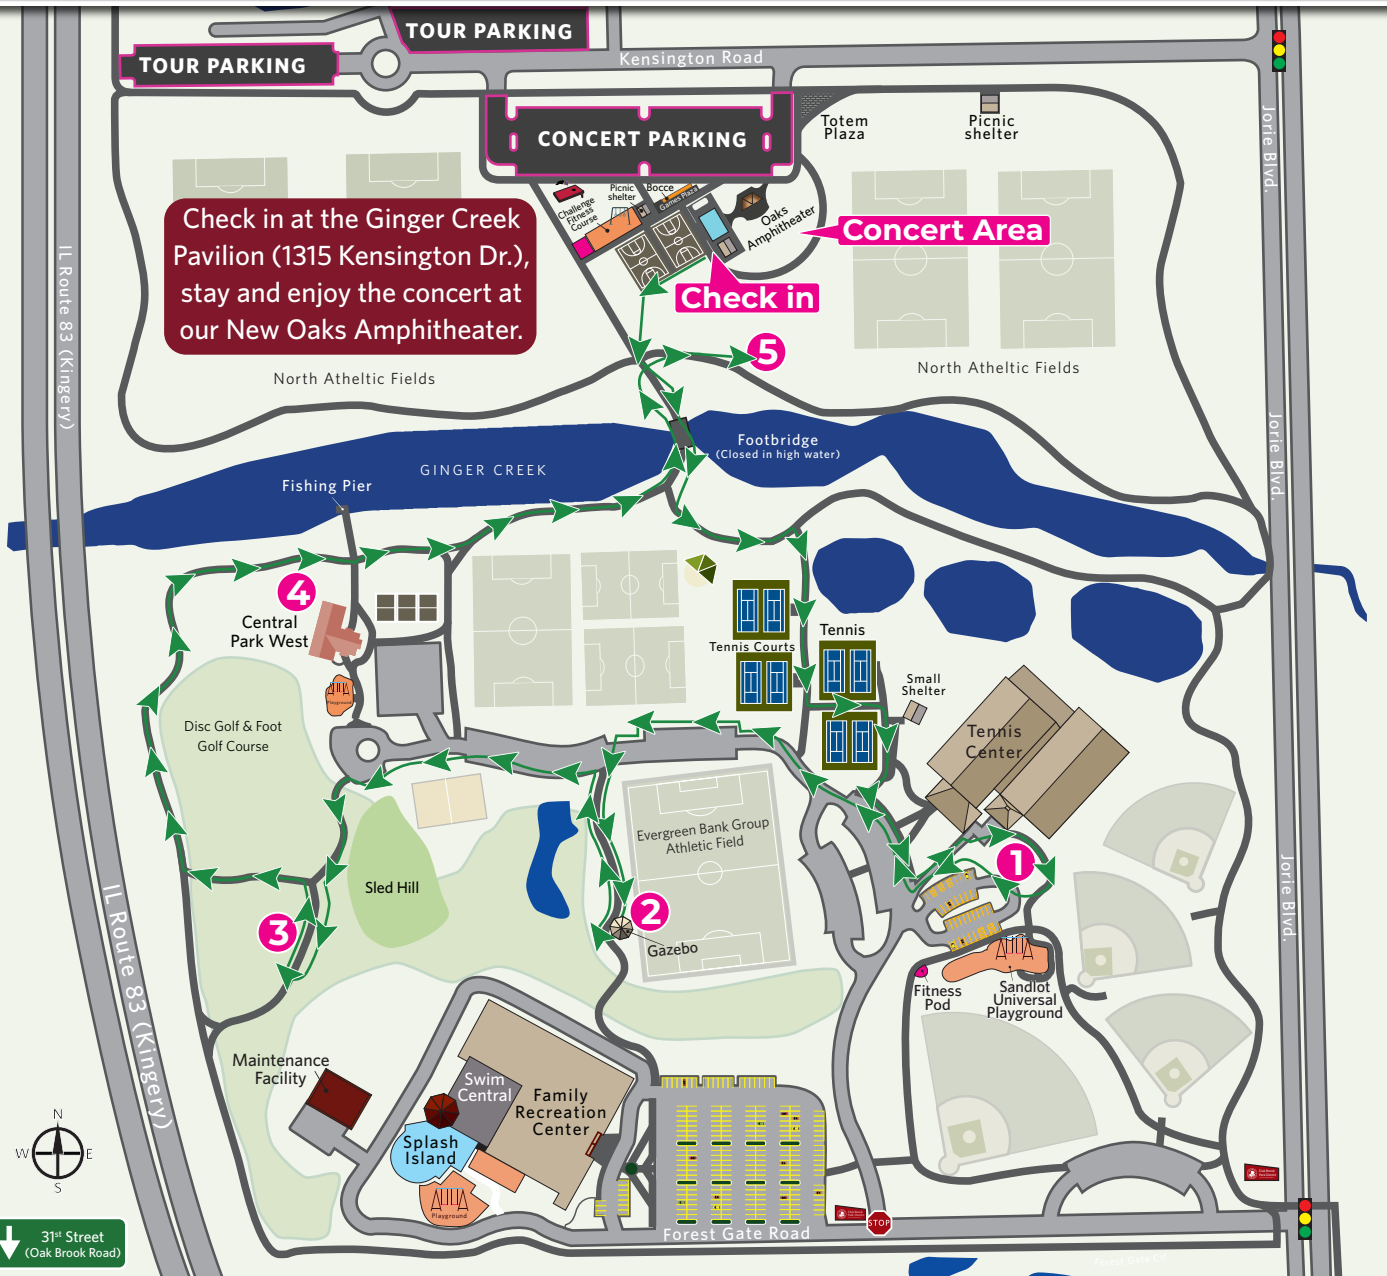 TOUR PARKING
TOUR PARKING
Kensington Road
CONCERT PARKING
Totem
Plaza
Picnic
shelter
Jorie Blvd.
Challenge
Fitness
Course
Picnic
shelter
Bocce
Games Plaza
Oaks
Amphitheater
Concert Area
Check in at the Ginger Creek
Pavilion (1315 Kensington Dr.),
stay and enjoy the concert at
our New Oaks Amphitheater.
Check in
IL Route 83 (Kingery)
5
North Atheltic Fields
North Atheltic Fields
Footbridge
(Closed in high water)
GINGER CREEK
Fishing Pier
Jorie Blvd.
4
Central
Park West
Playground
Tennis Courts
Tennis
Small
Shelter
Tennis
Center
Disc Golf & Foot
Golf Course
Evergreen Bank Group
Athletic Field
1
Sled Hill
2
Gazebo
3
Jorie Blvd.
IL Route 83 (Kingery)
Fitness
Pod
Sandlot
Universal
Playground
Maintenance
Facility
Swim
Central
Family
Recreation
Center
Splash
Island
Playground
N
W
E
S
31st Street
(Oak Brook Road)
STOP
Forest Gate Road